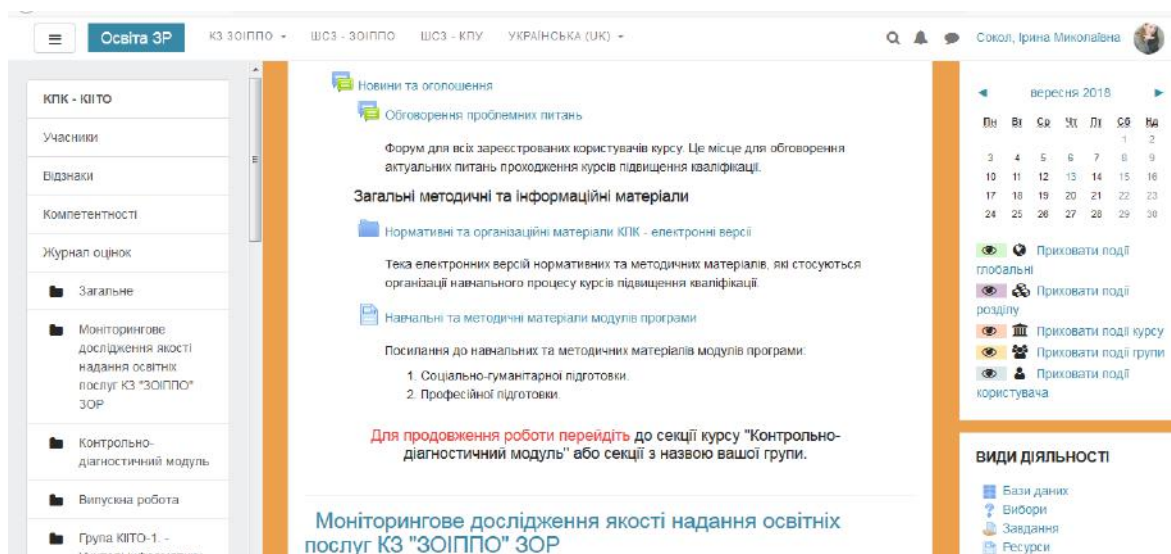 Освіта ЗР
КЗ ЗОІППО
ШСЗ - ЗОІППО
ШСЗ - КПУ
УКРАЇНСЬКА (UK)
Сокол, Ірина Миколаївна
КПК - КІІТО
Учасники
Відзнаки
Компетентності
Журнал оцінок
Загальне
Моніторингове
дослідження якості
надання освітніх
послуг КЗ "ЗОІППО"
ЗОР
Контрольно-
діагностичний модуль
Випускна робота
Група КІІТО-1. -
Новини та оголошення
Обговорення проблемних питань
Форум для всіх зареєстрованих користувачів курсу. Це місце для обговорення
актуальних питань проходження курсів підвищення кваліфікації.
Загальні методичні та інформаційні матеріали
Нормативні та організаційні матеріали КПК - електронні версії
Тека електронних версій нормативних та методичних матеріалів, які стосуються
організації навчального процесу курсів підвищення кваліфікації.
Навчальні та методичні матеріали модулів програми
Посилання до навчальних та методичних матеріалів модулів програми:
1. Соціально-гуманітарної підготовки.
2. Професійної підготовки.
Для продовження роботи перейдіть до секції курсу "Контрольно-
діагностичний модуль" або секції з назвою вашої групи.
Моніторингове дослідження якості надання освітніх
послуг КЗ "ЗОІППО" ЗОР
вересня 2018
Пн Вт Ср Чт Пт Сб Нд
1 2
3 4 5 6 7 8 9
10 11 12 13 14 15 16
17 18 19 20 21 22 23
24 25 26 27 28 29 30
Приховати події
глобальні
Приховати події
розділу
Приховати події курсу
Приховати події групи
Приховати події
користувача
ВИДИ ДІЯЛЬНОСТІ
Бази даних
Вибори
Завдання
Ресурси